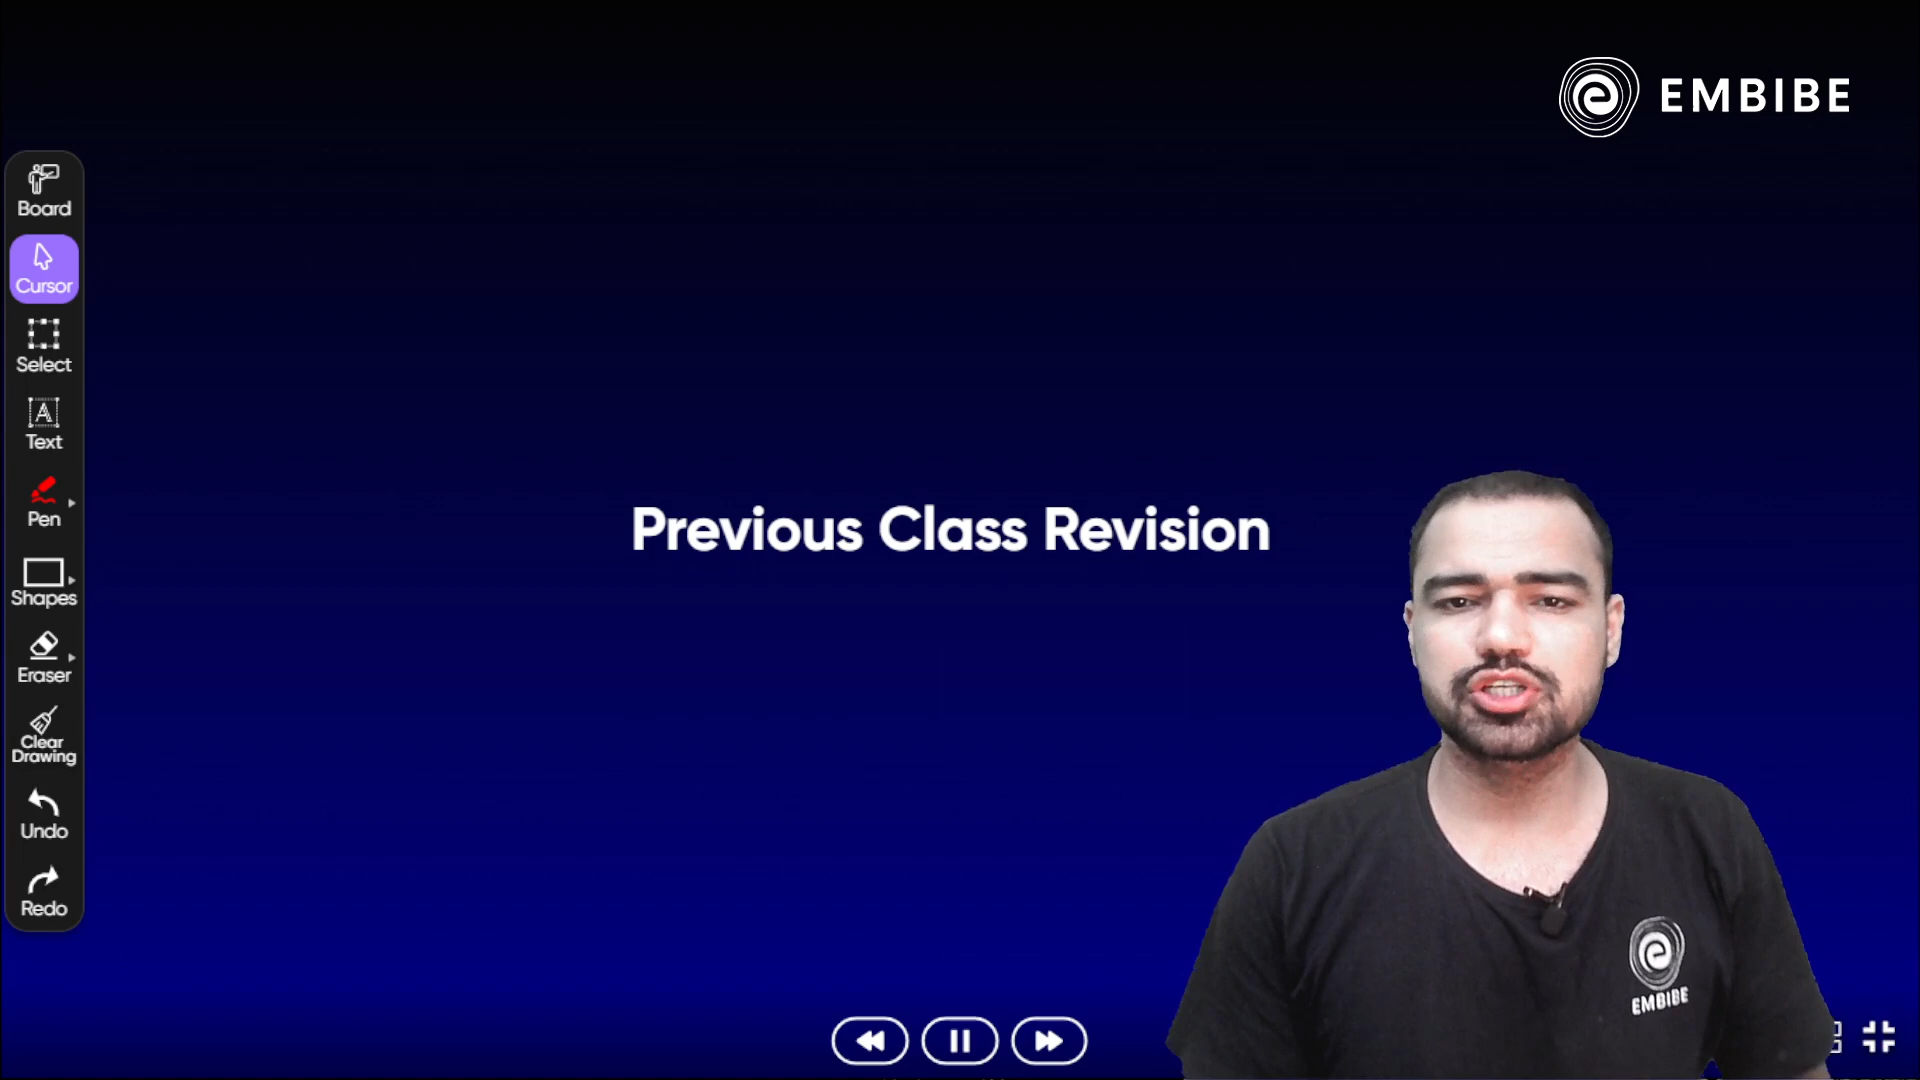 EMBIBE
Board
Cursor
Select
A
Text
Pen
Shapes
Eraser
Clear
Drawing
Undo
Redo
Previous Class Revision
EMBIBE